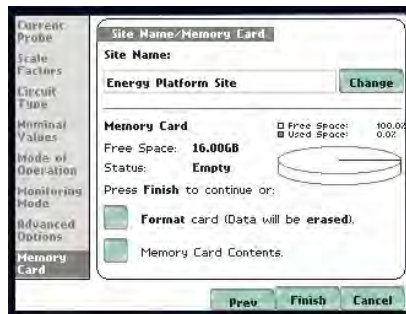 Current
Probe
Scale
Factors
Circuit
Type
Nominal
Values
Mode of
Operation
Monitoring
Mode
Advanced
Options
Memory
Card
Site Name/Memory Card
Site Name:
Energy Platform Site
Change
Memory Card
Free Space: 16.00GB
Status: Empty
Free Space: 100.0%
Used Space: 0.0%
Press Finish to continue or:
Format card (Data will be erased).
Memory Card Contents.
Prev
Finish
Cancel